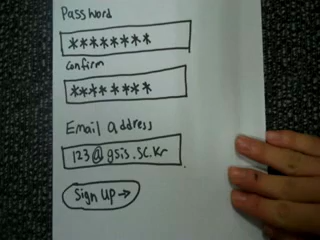 Password
********
Confirm
********
Email address
123@gsis.sc.kr
Sign up →